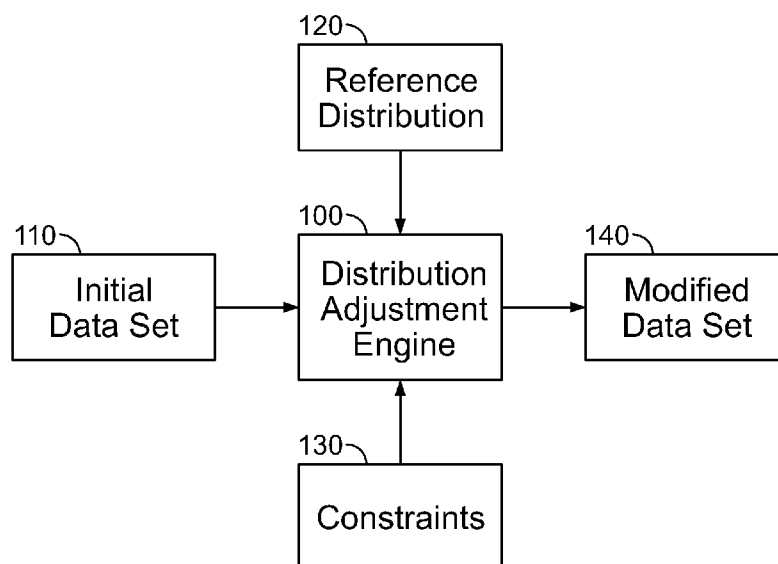 120
Reference
Distribution
110
Initial
Data Set
100
Distribution
Adjustment
Engine
140
Modified
Data Set
130
Constraints